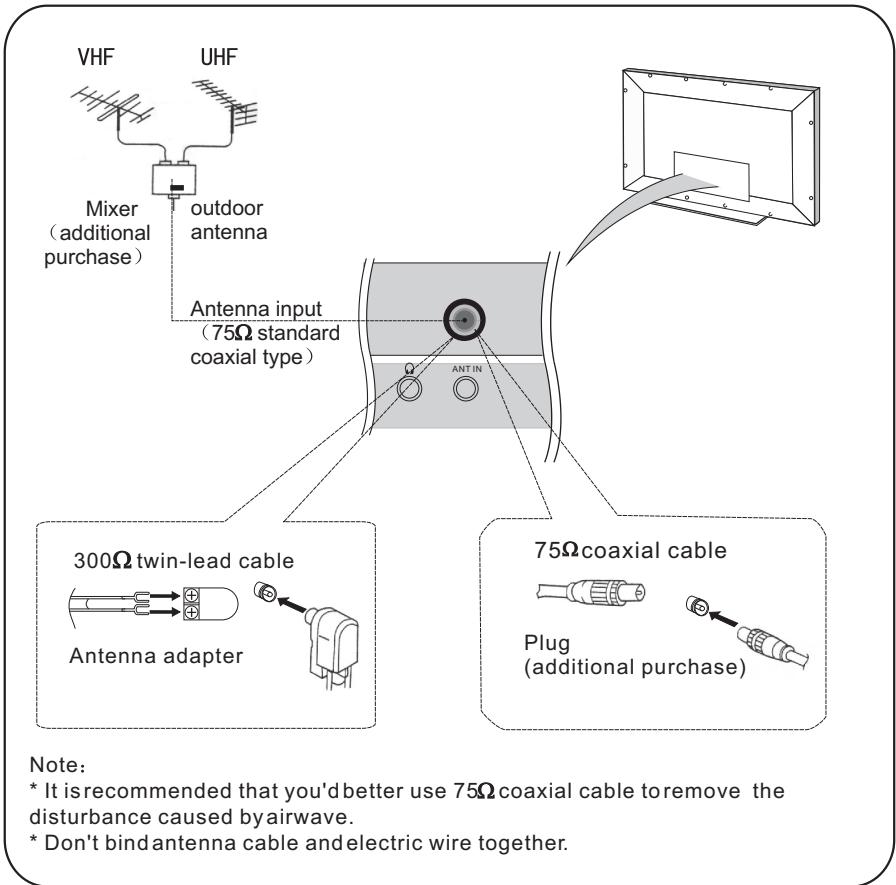 VHF
UHF
Mixer
（additional
purchase）
outdoor
antenna
Antenna input
（75Ω standard
coaxial type）
ANT IN
300Ω twin-lead cable
Antenna adapter
75Ω coaxial cable
Plug
(additional purchase)
Note:
* It is recommended that you'd better use 75Ω coaxial cable to remove the
disturbance caused by airwave.
* Don't bind antenna cable and electric wire together.